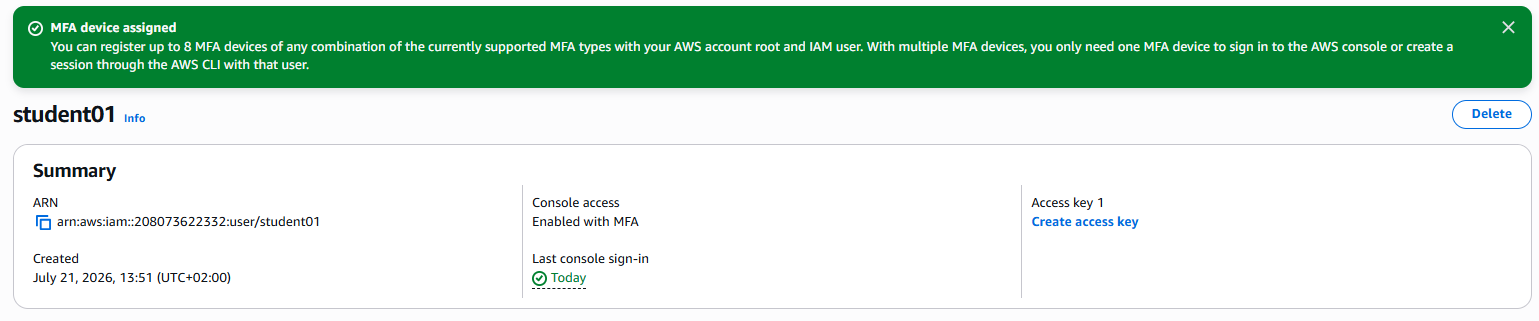 MFA device assigned
You can register up to 8 MFA devices of any combination of the currently supported MFA types with your AWS account root and IAM user. With multiple MFA devices, you only need one MFA device to sign in to the AWS console or create a
session through the AWS CLI with that user.
student01 Info
Delete
Summary
ARN
arn:aws:iam::208073622332:user/student01
Created
July 21, 2026, 13:51 (UTC+02:00)
Console access
Enabled with MFA
Last console sign-in
Today
Access key 1
Create access key